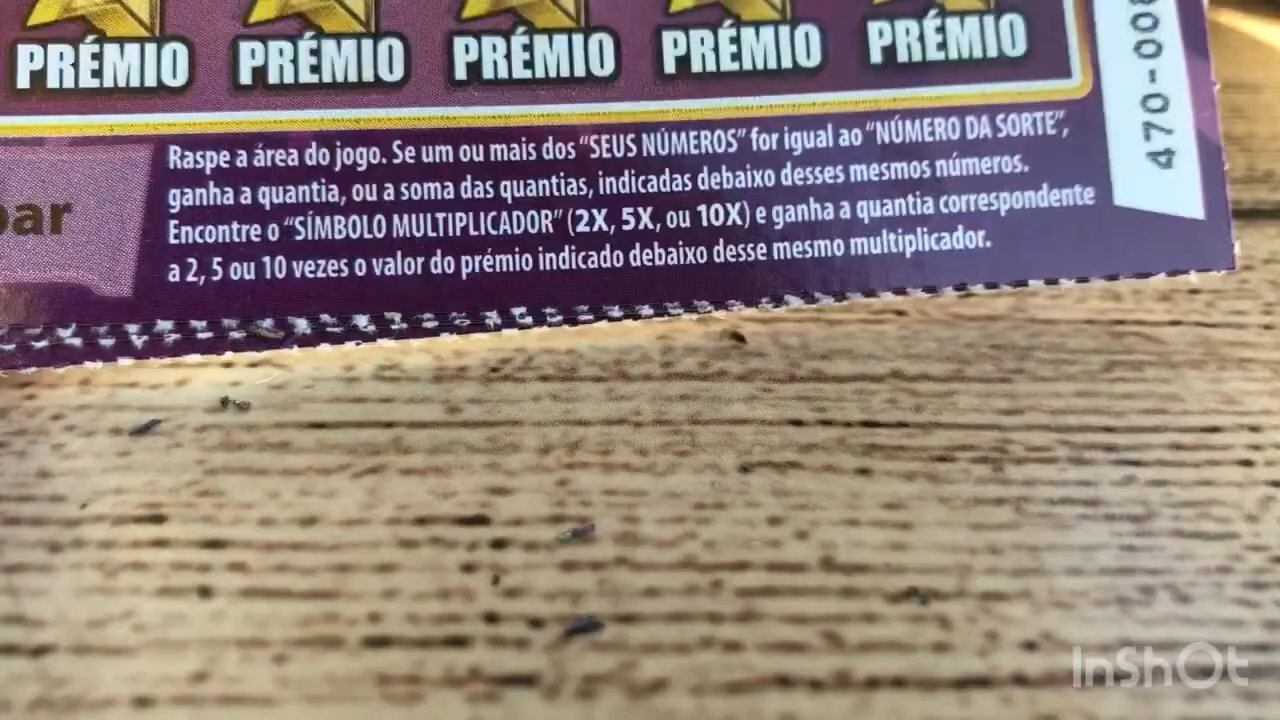 PRÉMIO PRÉMIO PRÉMIO PRÉMIO PRÉMIO
Raspe a área do jogo. Se um ou mais dos “SEUS NÚMEROS” for igual ao “NÚMERO DA SORTE”,
ganha a quantia, ou a soma das quantias, indicadas debaixo desses mesmos números.
Encontre o “SÍMBOLO MULTIPLICADOR” (2X, 5X, ou 10X) e ganha a quantia correspondente
a 2, 5 ou 10 vezes o valor do prémio indicado debaixo desse mesmo multiplicador.
InShOt